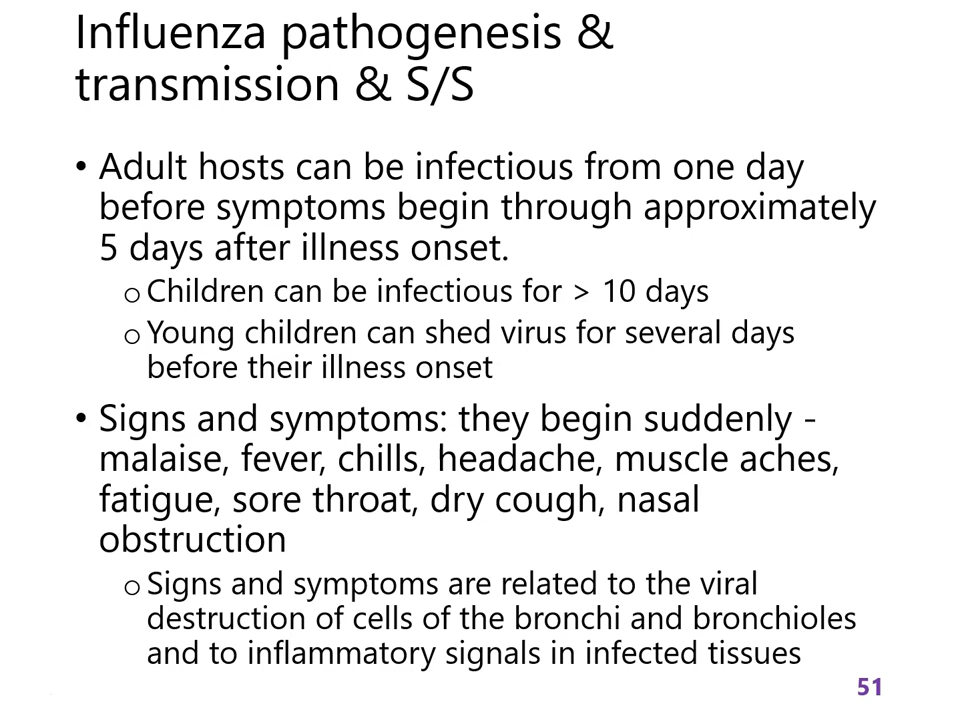 Influenza pathogenesis &
transmission & S/S
• Adult hosts can be infectious from one day
before symptoms begin through approximately
5 days after illness onset.
o Children can be infectious for > 10 days
o Young children can shed virus for several days
before their illness onset
• Signs and symptoms: they begin suddenly -
malaise, fever, chills, headache, muscle aches,
fatigue, sore throat, dry cough, nasal
obstruction
o Signs and symptoms are related to the viral
destruction of cells of the bronchi and bronchioles
and to inflammatory signals in infected tissues
51